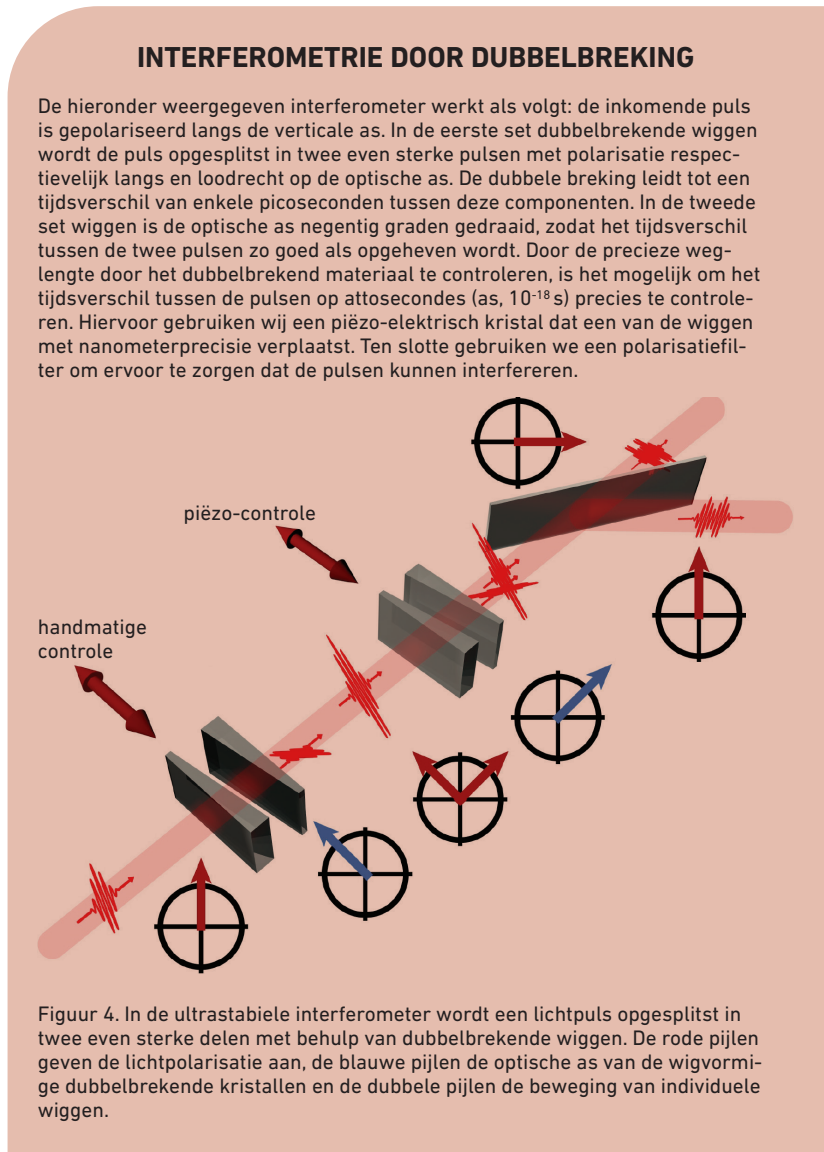 INTERFEROMETRIE DOOR DUBBELBREKING
De hieronder weergegeven interferometer werkt als volgt: de inkomende puls
is gepolariseerd langs de verticale as. In de eerste set dubbelbrekende wiggen
wordt de puls opgesplitst in twee even sterke pulsen met polarisatie respec-
tievelijk langs en loodrecht op de optische as. De dubbele breking leidt tot een
tijdsverschil van enkele picoseconden tussen deze componenten. In de tweede
set wiggen is de optische as negentig graden gedraaid, zodat het tijdsverschil
tussen de twee pulsen zo goed als opgeheven wordt. Door de precieze weg-
lengte door het dubbelbrekend materiaal te controleren, is het mogelijk om het
tijdsverschil tussen de pulsen op attosecondes (as, 10⁻¹⁸ s) precies te controle-
ren. Hiervoor gebruiken wij een piëzo-elektrisch kristal dat een van de wiggen
met nanometerprecisie verplaatst. Ten slotte gebruiken we een polarisatiefil-
ter om ervoor te zorgen dat de pulsen kunnen interfereren.
piëzo-controle
handmatige
controle
Figuur 4. In de ultrastabiele interferometer wordt een lichtpuls opgesplitst in
twee even sterke delen met behulp van dubbelbrekende wiggen. De rode pijlen
geven de lichtpolarisatie aan, de blauwe pijlen de optische as van de wigvormi-
ge dubbelbrekende kristallen en de dubbele pijlen de beweging van individuele
wiggen.